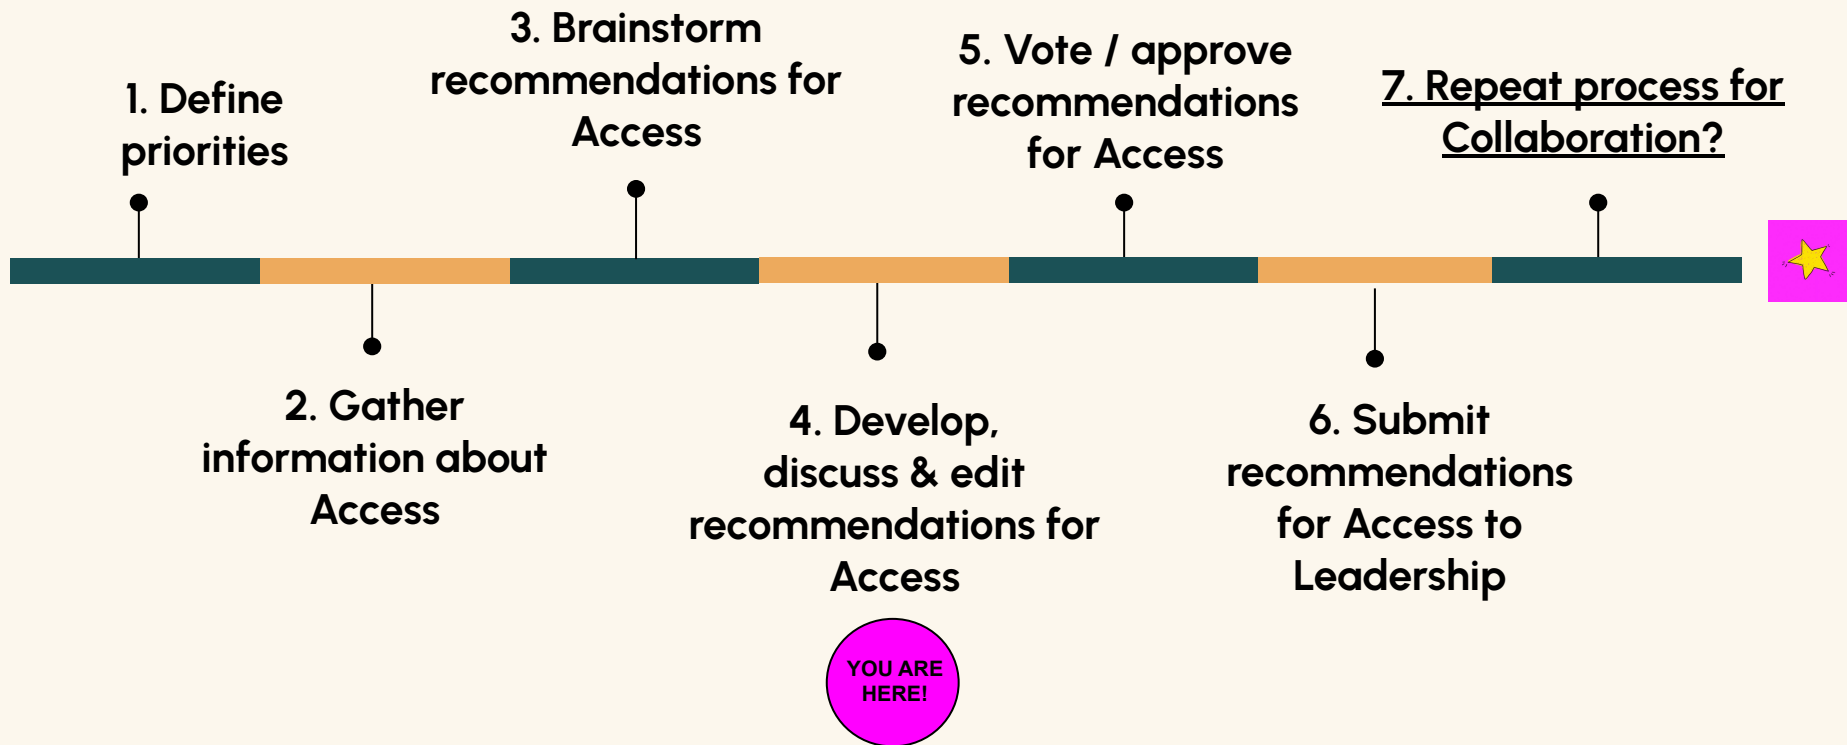 1. Define
priorities
2. Gather
information about
Access
3. Brainstorm
recommendations for
Access
4. Develop,
discuss & edit
recommendations for
Access
YOU ARE
HERE!
5. Vote / approve
recommendations
for Access
6. Submit
recommendations
for Access to
Leadership
7. Repeat process for
Collaboration?